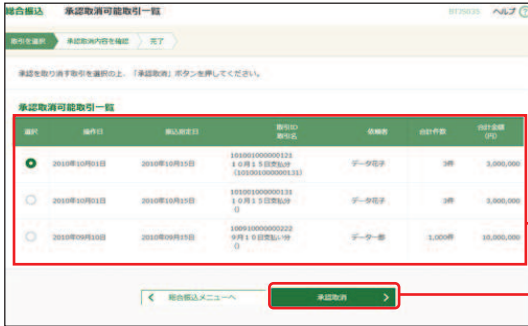 総合振込 承認取消可能取引一覧 BTSO035 ヘルプ ?
取引を選択 承認取消内容を確認 完了
承認を取り消す取引を選択の上、「承認取消」ボタンを押してください。
承認取消可能取引一覧
選択 操作日 振込指定日 取引ID 取引名 依頼者 合計件数 合計金額 (円)
2010年10月01日 2010年10月15日 101001000000121 10月15日支払分 (101001000000131) データ花子 3件 3,000,000
2010年10月01日 2010年10月15日 101001000000131 10月15日支払分 () データ花子 3件 3,000,000
2010年09月10日 2010年09月15日 100910000000222 () データ一郎 1,000件 10,000,000
総合振込メニューへ 承認取消